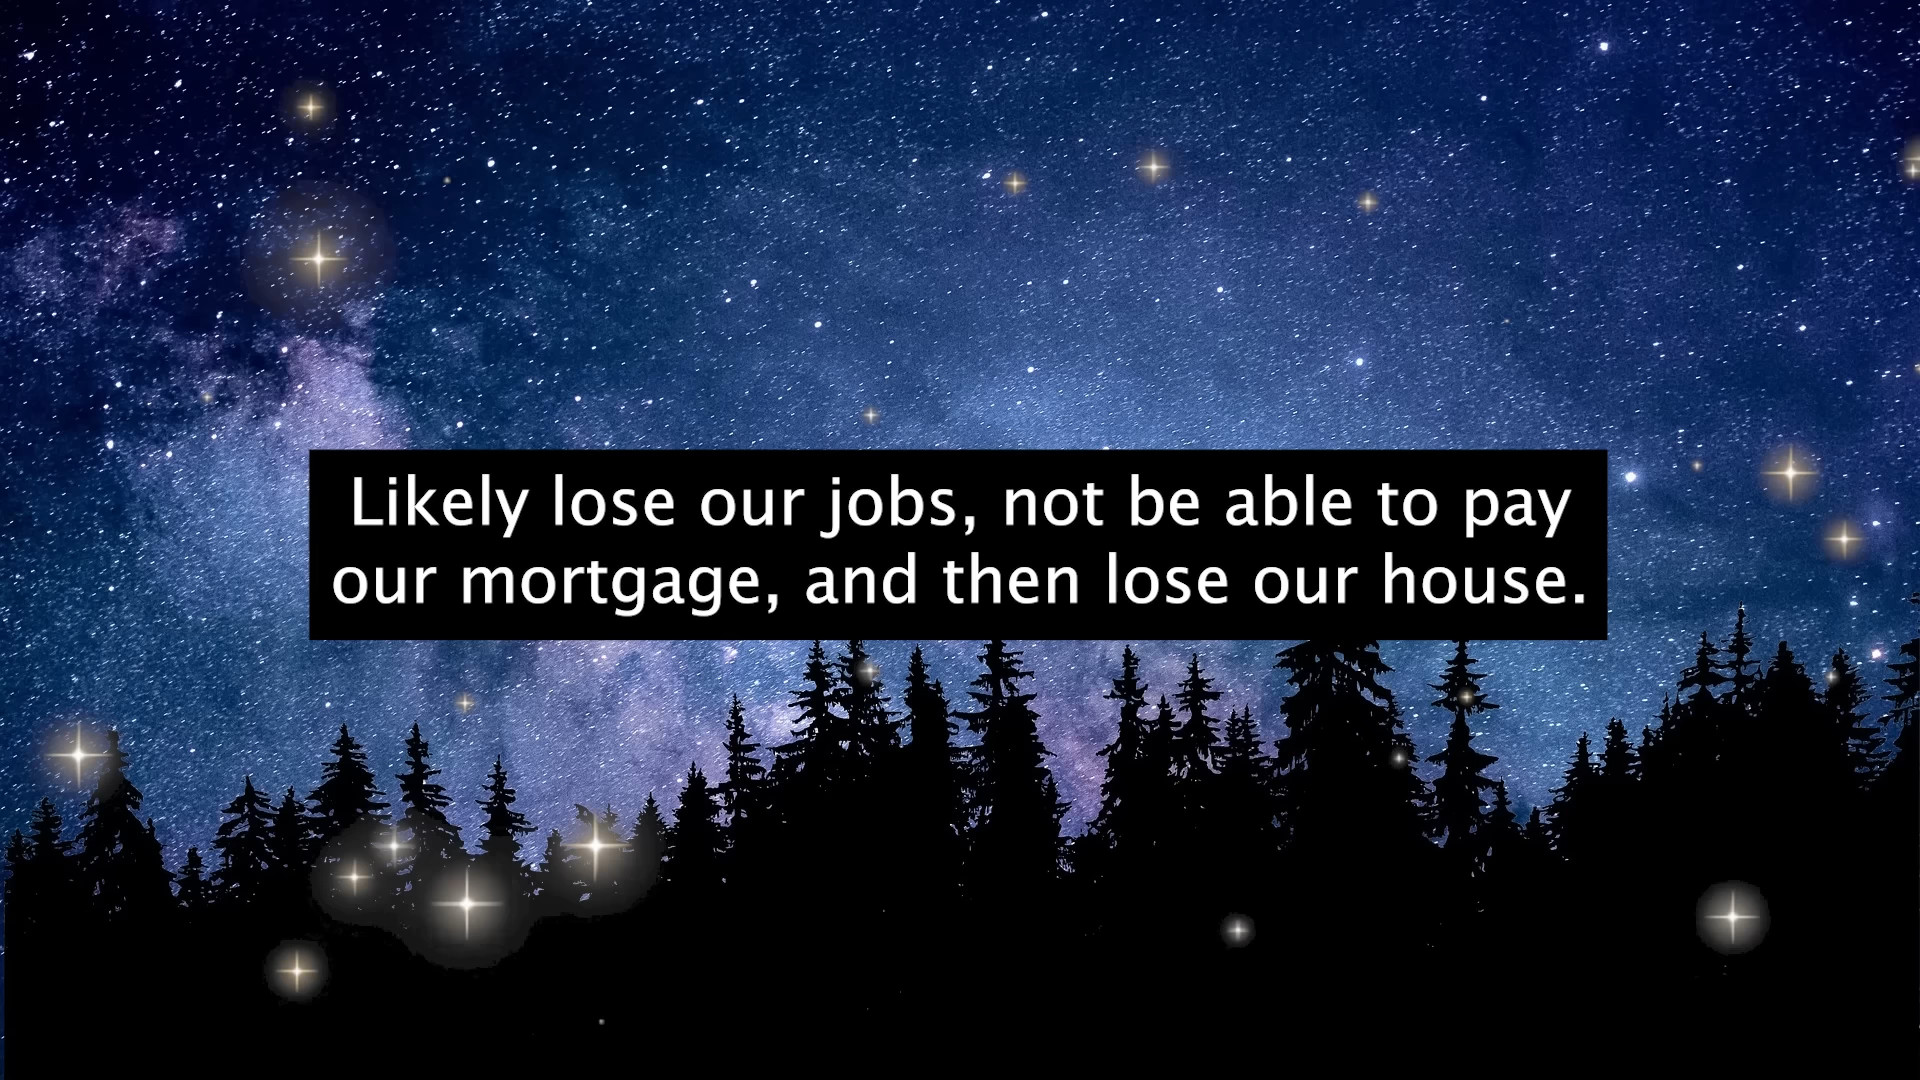 Likely lose our jobs, not be able to pay
our mortgage, and then lose our house.